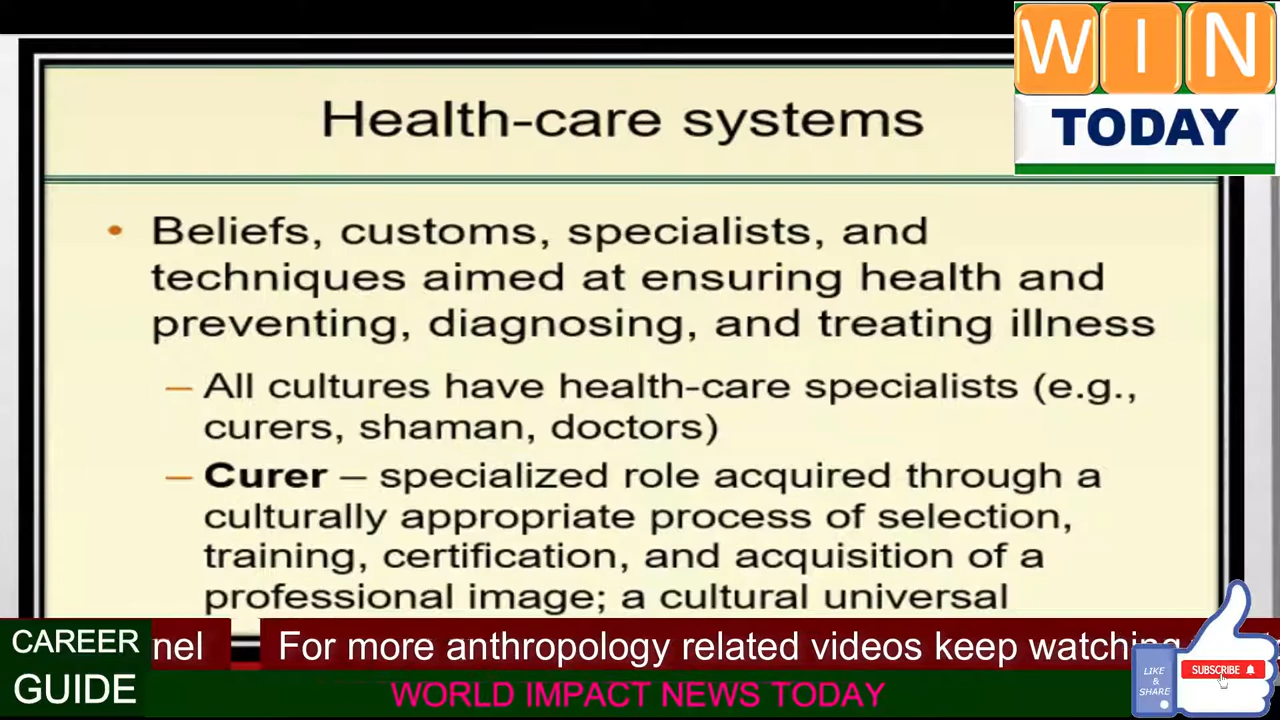 WIN
TODAY
Health-care systems
• Beliefs, customs, specialists, and
techniques aimed at ensuring health and
preventing, diagnosing, and treating illness
– All cultures have health-care specialists (e.g.,
curers, shaman, doctors)
– Curer – specialized role acquired through a
culturally appropriate process of selection,
training, certification, and acquisition of a
professional image; a cultural universal
CAREER
GUIDE
nel For more anthropology related videos keep watching
WORLD IMPACT NEWS TODAY
LIKE
&
SHARE
SUBSCRIBE